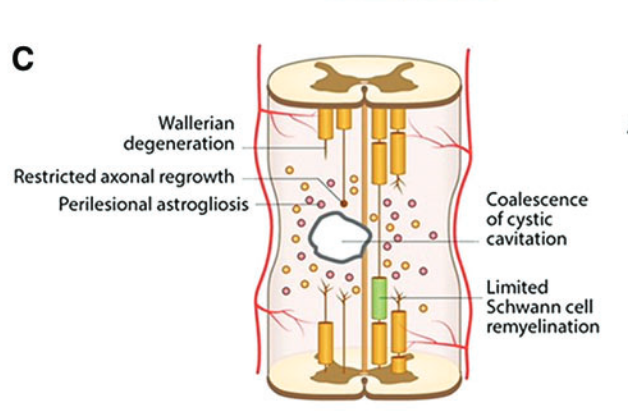 C
Wallerian
degeneration
Restricted axonal regrowth
Perilesional astrogliosis
Coalescence
of cystic
cavitation
Limited
Schwann cell
remyelination